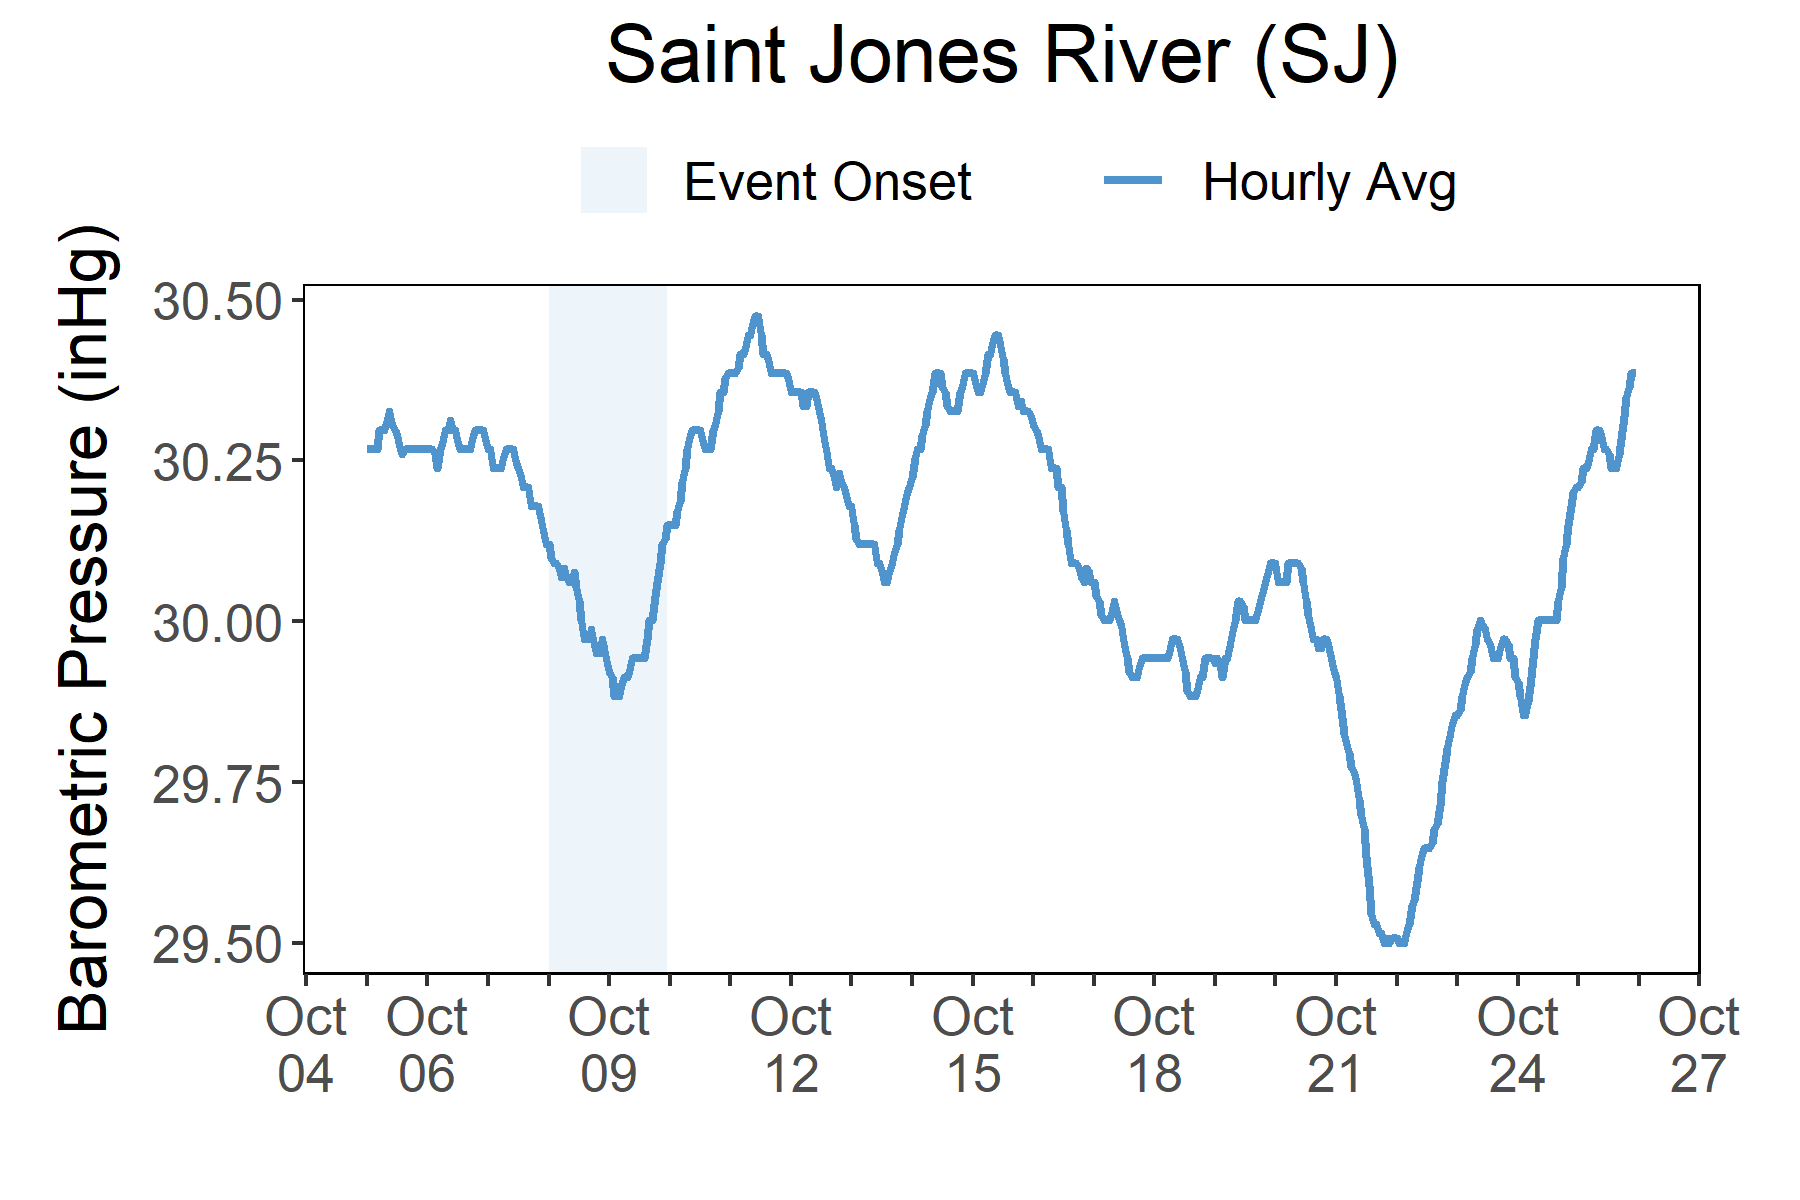 Saint Jones River (SJ)
Event Onset
Hourly Avg
Barometric Pressure (inHg)
30.50
30.25
30.00
29.75
29.50
Oct 04
Oct 06
Oct 09
Oct 12
Oct 15
Oct 18
Oct 21
Oct 24
Oct 27